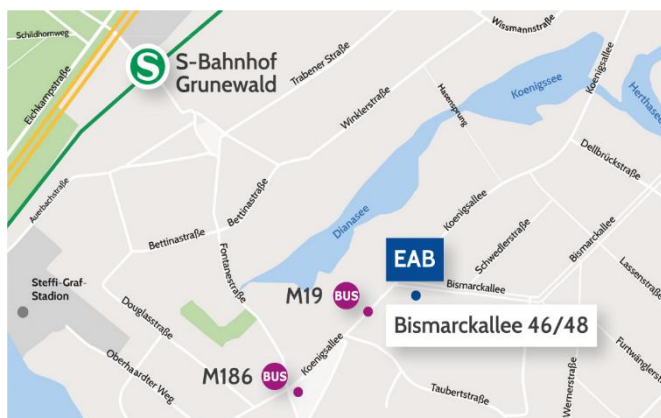 Schildhornweg
Eichkampstraße
S
S-Bahnhof
Grunewald
Trabener Straße
Wissmannstraße
Koenigsallee
Koenigssee
Herthasee
Winklerstraße
Hasensprung
Dellbrückstraße
Auerbachstraße
Bettinastraße
Bettinastraße
Fontanestraße
Dianasee
Koenigsallee
Schwedlerstraße
Bismarckallee
Lassenstraße
EAB
Bismarckallee
Steffi-Graf-
Stadion
Douglasstraße
M19 BUS
Bismarckallee 46/48
Oberhaardter Weg
Koenigsallee
M186 BUS
Taubertstraße
Wernerstraße
Furtwänglerstr